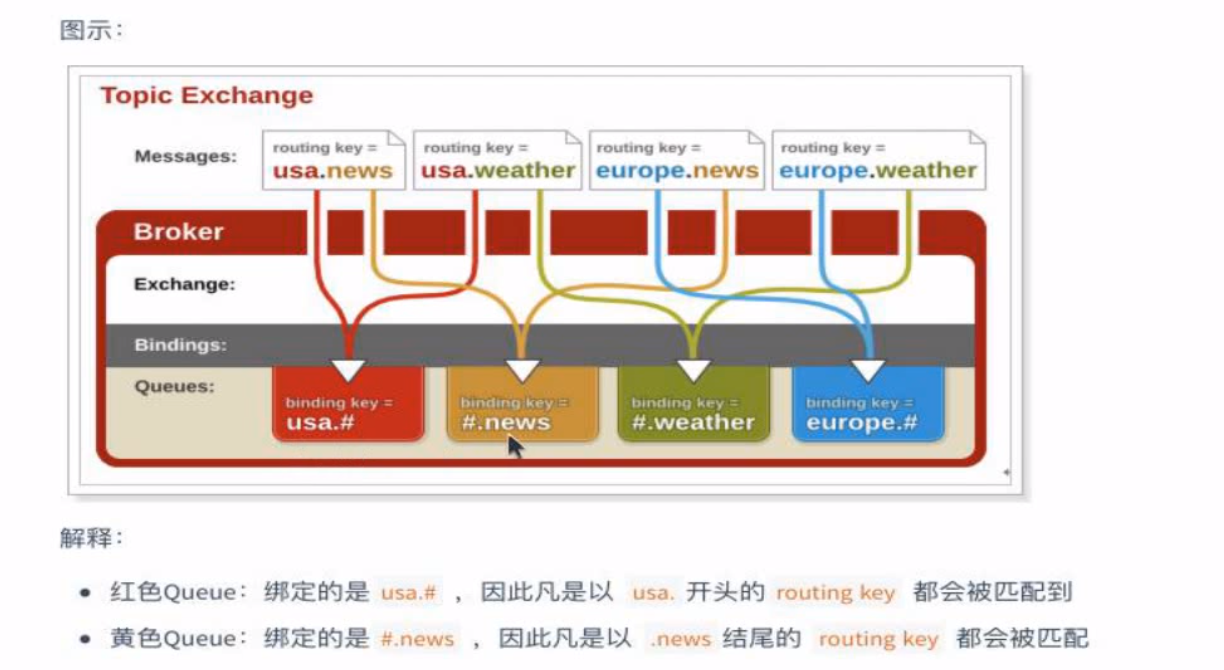 图示：
Topic Exchange
Messages:
routing key =
usa.news
routing key =
usa.weather
routing key =
europe.news
routing key =
europe.weather
Broker
Exchange:
Bindings:
Queues:
binding key =
usa.#
binding key =
#.news
binding key =
#.weather
binding key =
europe.#
解释：
• 红色Queue：绑定的是 usa.# ，因此凡是以 usa. 开头的 routing key 都会被匹配到
• 黄色Queue：绑定的是 #.news ，因此凡是以 .news 结尾的 routing key 都会被匹配